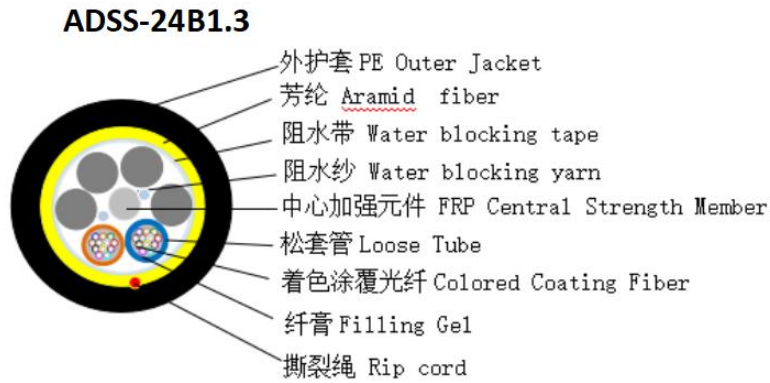 ADSS-24B1.3
外护套 PE Outer Jacket
芳纶 Aramid fiber
阻水带 Water blocking tape
阻水纱 Water blocking yarn
中心加强元件 FRP Central Strength Member
松套管 Loose Tube
着色涂覆光纤 Colored Coating Fiber
纤膏 Filling Gel
撕裂绳 Rip cord